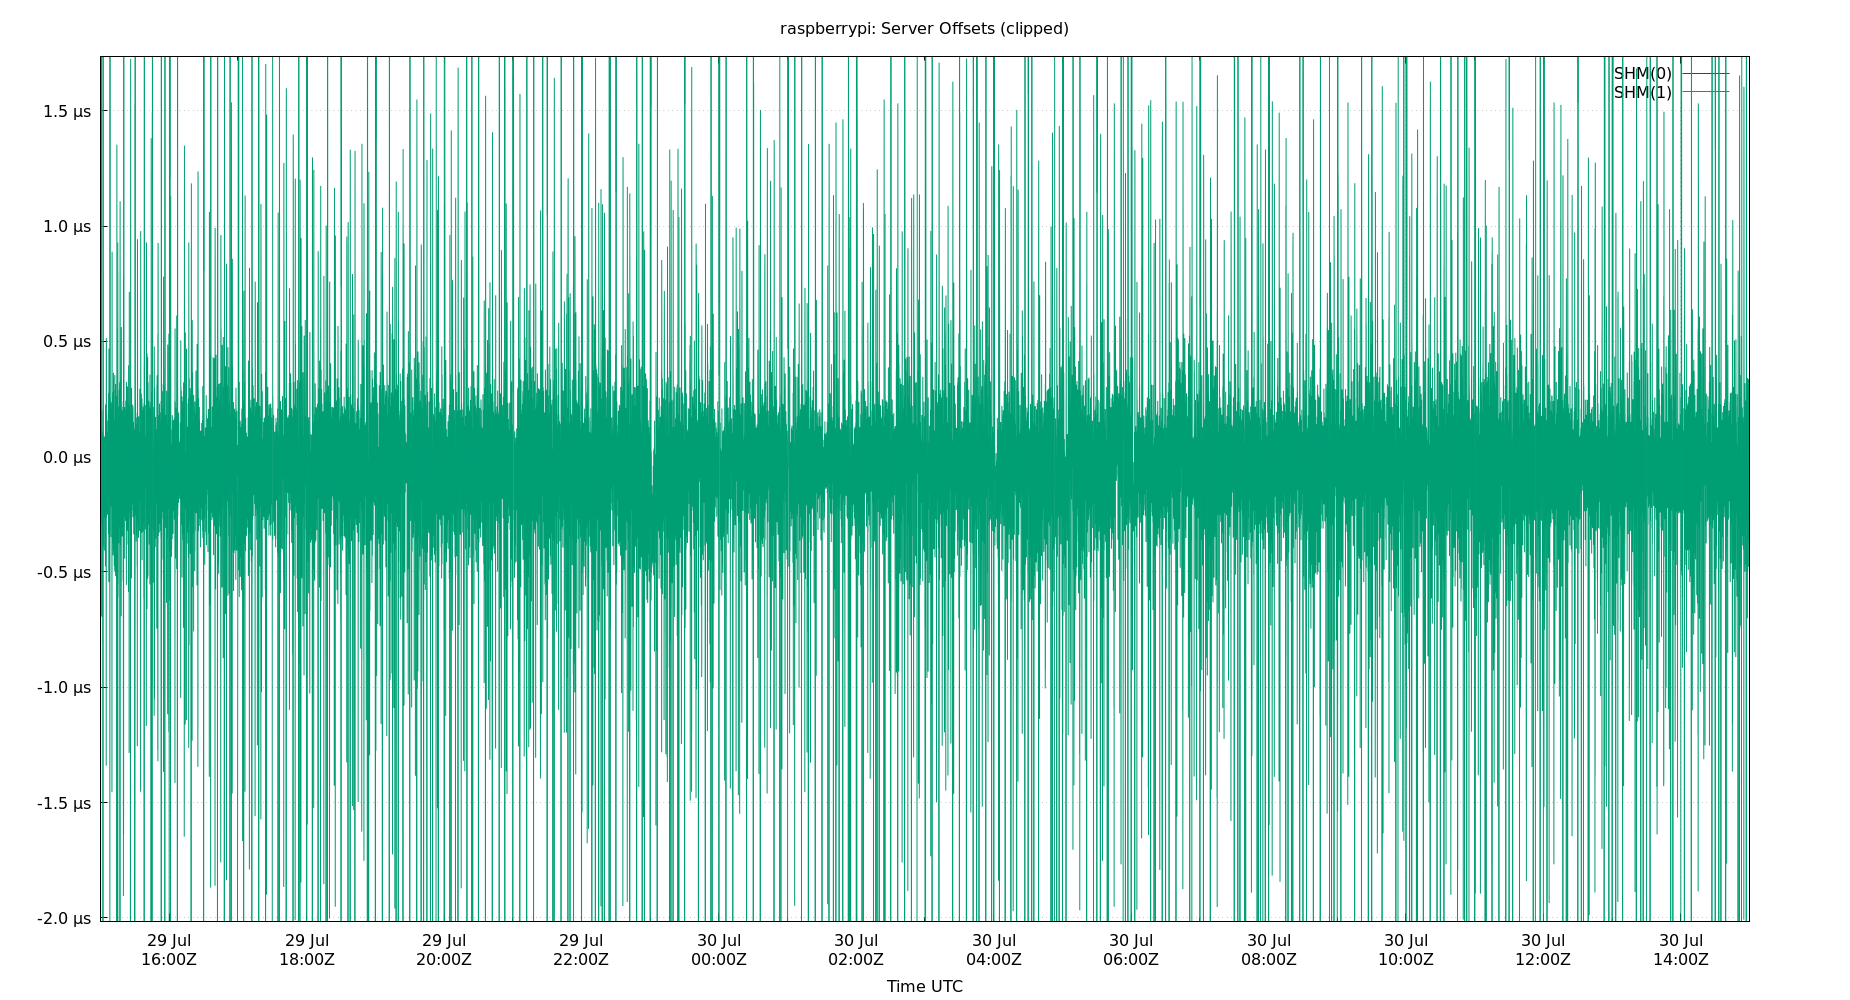 raspberrypi: Server Offsets (clipped)
SHM(0)
SHM(1)
1.5 µs
1.0 µs
0.5 µs
0.0 µs
-0.5 µs
-1.0 µs
-1.5 µs
-2.0 µs
29 Jul 29 Jul 29 Jul 29 Jul 30 Jul 30 Jul 30 Jul 30 Jul 30 Jul 30 Jul 30 Jul 30 Jul
16:00Z 18:00Z 20:00Z 22:00Z 00:00Z 02:00Z 04:00Z 06:00Z 08:00Z 10:00Z 12:00Z 14:00Z
Time UTC